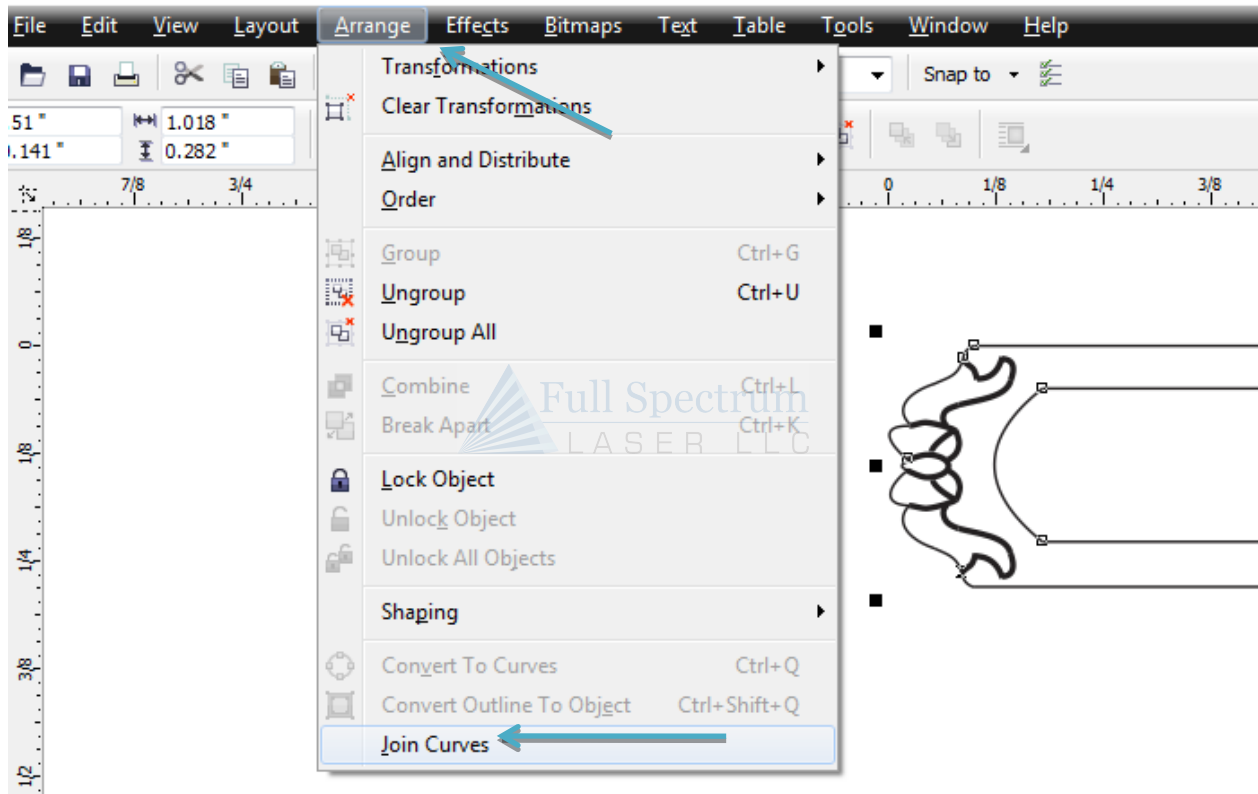 File Edit View Layout Arrange Effects Bitmaps Text Table Tools Window Help
Transformations
Snap to
Clear Transformations
51 " 1.018 "
.141 " 0.282 "
Align and Distribute
7/8 3/4 0 1/8 1/4 3/8
Order
1/8
Group Ctrl+G
Ungroup Ctrl+U
Ungroup All
0
Combine Ctrl+L
Full Spectrum
Break Apart Ctrl+K
LASER LLC
1/8
Lock Object
Unlock Object
Unlock All Objects
1/4
Shaping
Convert To Curves Ctrl+Q
3/8
Convert Outline To Object Ctrl+Shift+Q
Join Curves
1/2